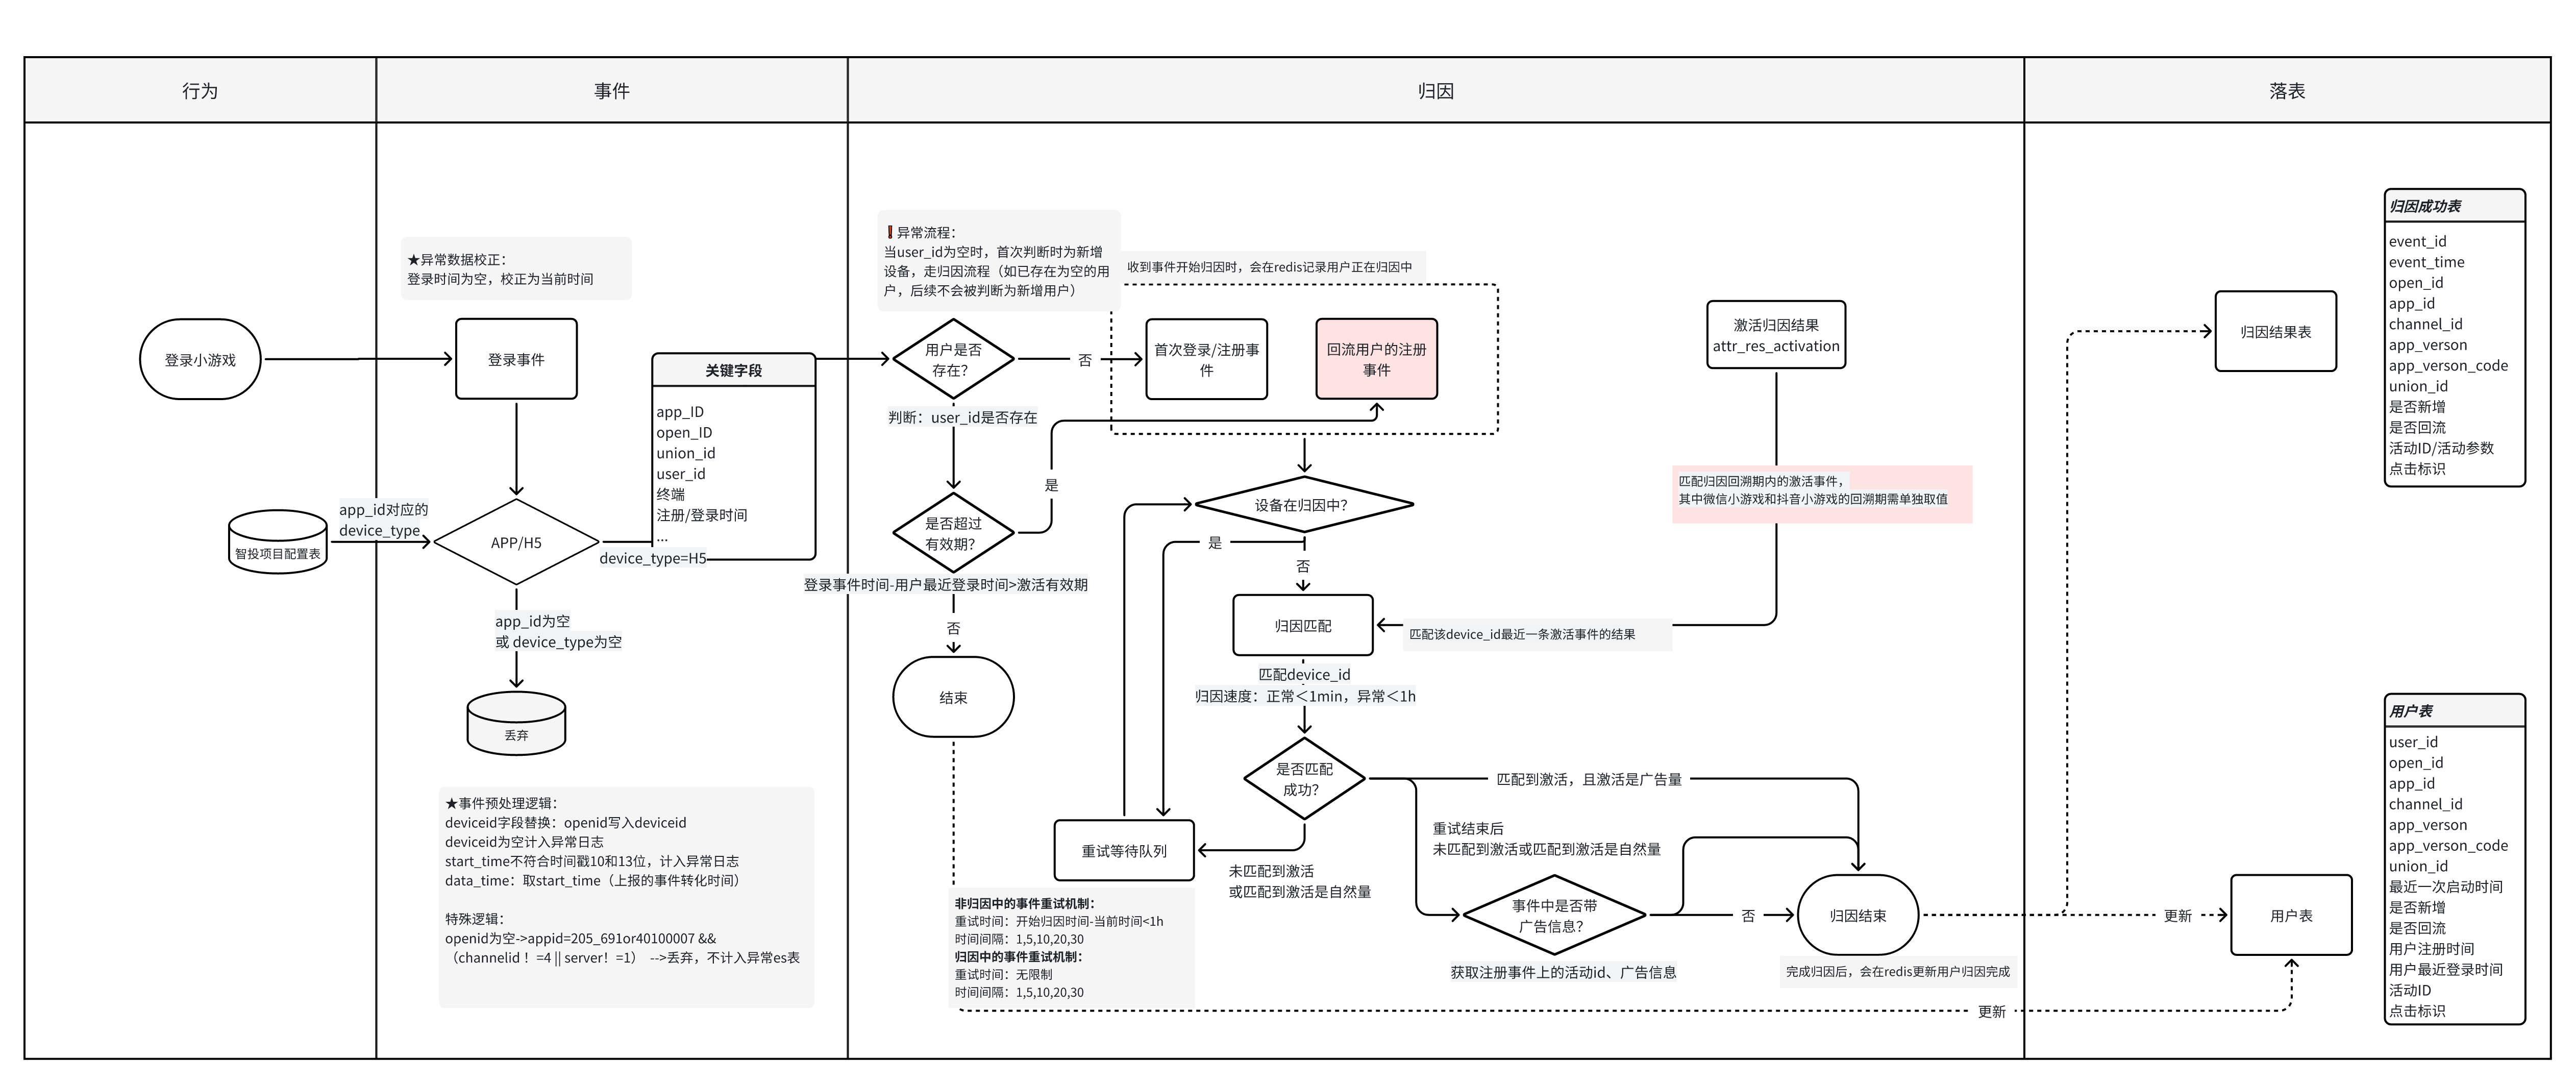 行为
事件
归因
落表
登录小游戏
★异常数据校正：
登录时间为空，校正为当前时间
登录事件
关键字段
app_ID
open_ID
union_id
user_id
终端
注册/登录时间
...
智投项目配置表
app_id对应的
device_type
APP/H5
device_type=H5
app_id为空
或 device_type为空
丢弃
★事件预处理逻辑：
deviceid字段替换：openid写入deviceid
deviceid为空计入异常日志
start_time不符合时间戳10和13位，计入异常日志
data_time：取start_time（上报的事件转化时间）
特殊逻辑：
openid为空->appid=205_691or40100007 &&
（channelid！=4 || server！=1） -->丢弃，不计入异常es表
❗异常流程：
当user_id为空时，首次判断时为新增
设备，走归因流程（如已存在为空的用
户，后续不会被判断为新增用户）
收到事件开始归因时，会在redis记录用户正在归因中
用户是否
存在？
否
首次登录/注册事
件
回流用户的注册
事件
判断：user_id是否存在
是
是否超过
有效期？
登录事件时间-用户最近登录时间>激活有效期
否
结束
激活归因结果
attr_res_activation
匹配归因回溯期内的激活事件，
其中微信小游戏和抖音小游戏的回溯期需单独取值
设备在归因中？
是
否
归因匹配
匹配该device_id最近一条激活事件的结果
匹配device_id
归因速度：正常＜1min，异常＜1h
是否匹配
成功？
匹配到激活，且激活是广告量
重试等待队列
未匹配到激活
或匹配到激活是自然量
重试结束后
未匹配到激活或匹配到激活是自然量
非归因中的事件重试机制：
重试时间：开始归因时间-当前时间<1h
时间间隔：1,5,10,20,30
归因中的事件重试机制：
重试时间：无限制
时间间隔：1,5,10,20,30
事件中是否带
广告信息？
否
归因结束
获取注册事件上的活动id、广告信息
完成归因后，会在redis更新用户归因完成
更新
更新
归因结果表
用户表
归因成功表
event_id
event_time
open_id
app_id
channel_id
app_verson
app_verson_code
union_id
是否新增
是否回流
活动ID/活动参数
点击标识
用户表
user_id
open_id
app_id
channel_id
app_verson
app_verson_code
union_id
最近一次启动时间
是否新增
是否回流
用户注册时间
用户最近登录时间
活动ID
点击标识